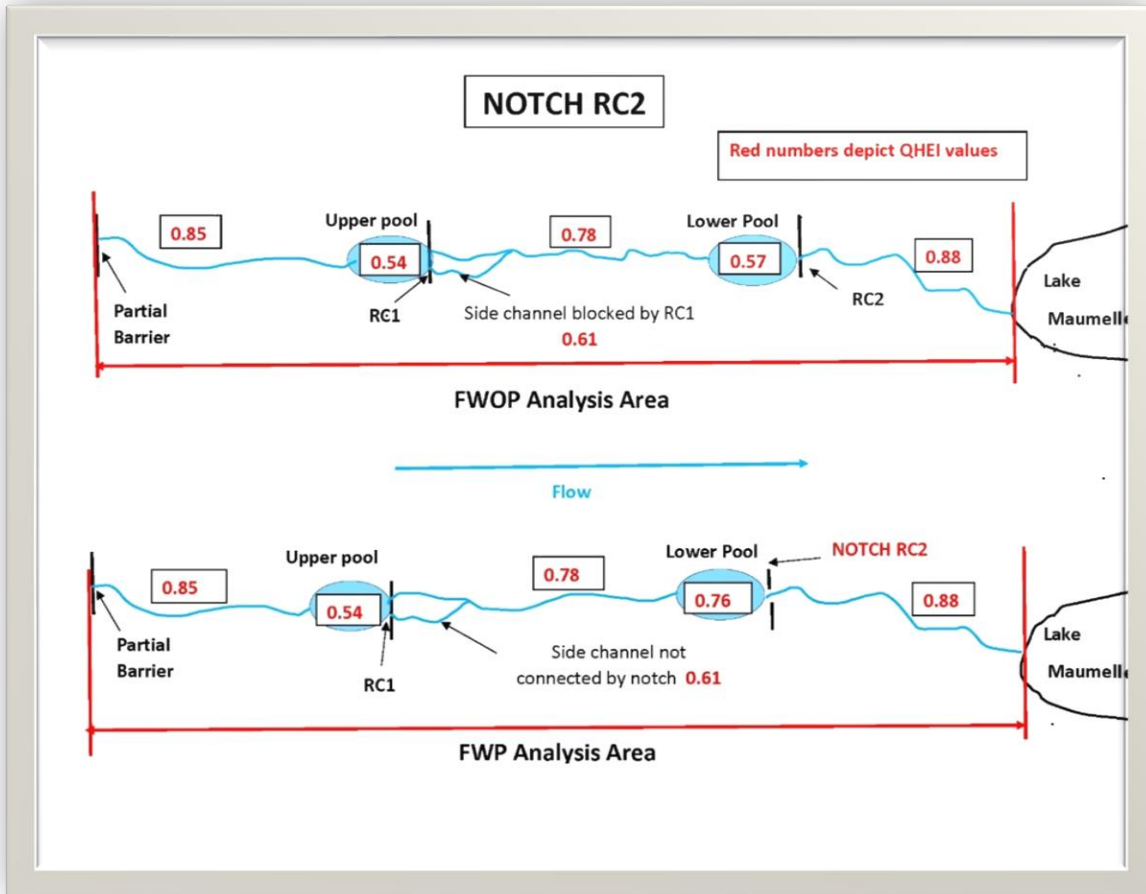 NOTCH RC2
Red numbers depict QHEI values
Upper pool
Lower Pool
0.85
0.78
0.54
0.57
0.88
Lake
Maumelle
Partial
Barrier
RC1
Side channel blocked by RC1
0.61
RC2
FWOP Analysis Area
Flow
Upper pool
Lower Pool
NOTCH RC2
0.85
0.78
0.54
0.76
0.88
Lake
Maumelle
Partial
Barrier
RC1
Side channel not
connected by notch 0.61
FWP Analysis Area